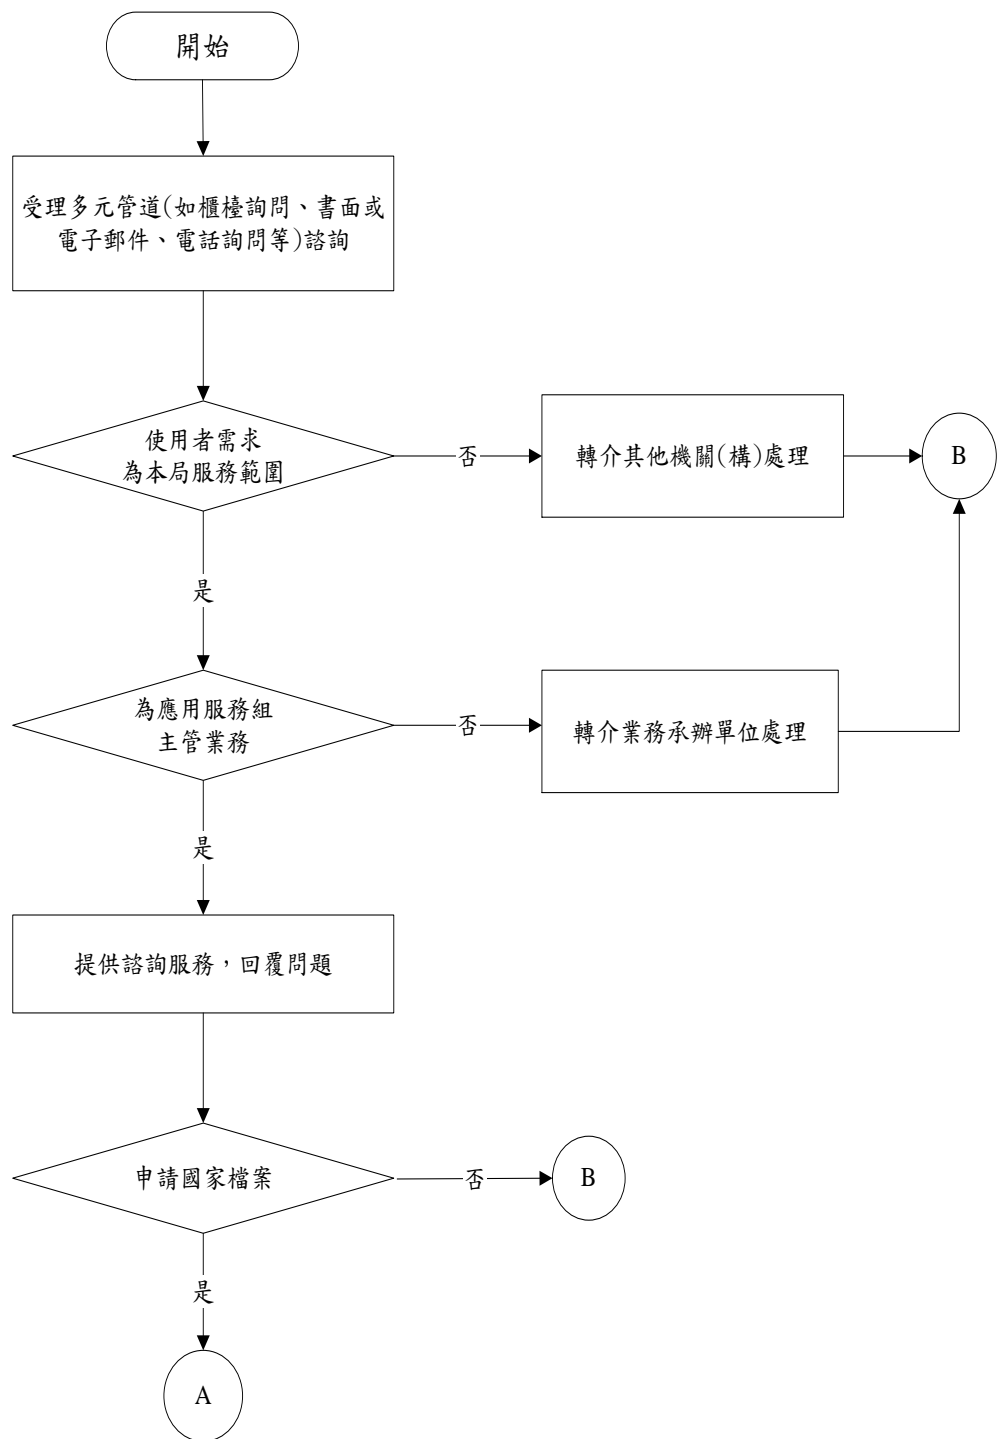 開始
受理多元管道(如櫃檯詢問、書面或
電子郵件、電話詢問等)諮詢
使用者需求
為本局服務範圍
否
轉介其他機關(構)處理
B
是
為應用服務組
主管業務
否
轉介業務承辦單位處理
是
提供諮詢服務，回覆問題
申請國家檔案
否
B
是
A